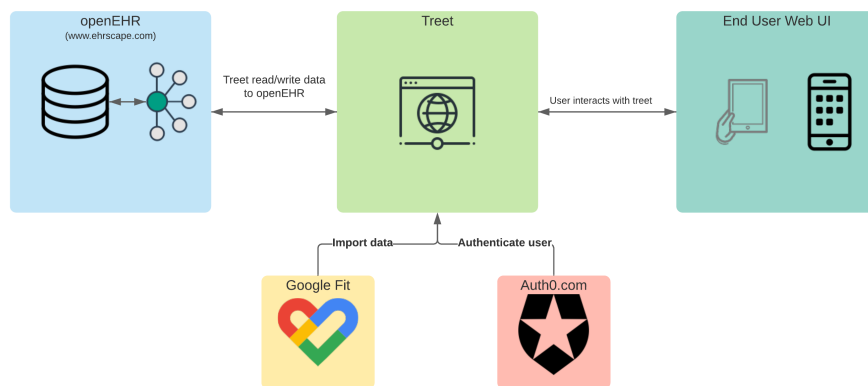 openEHR
(www.ehrscape.com)
Treet
End User Web UI
Treet read/write data
to openEHR
User interacts with treet
Import data
Authenticate user
Google Fit
Auth0.com